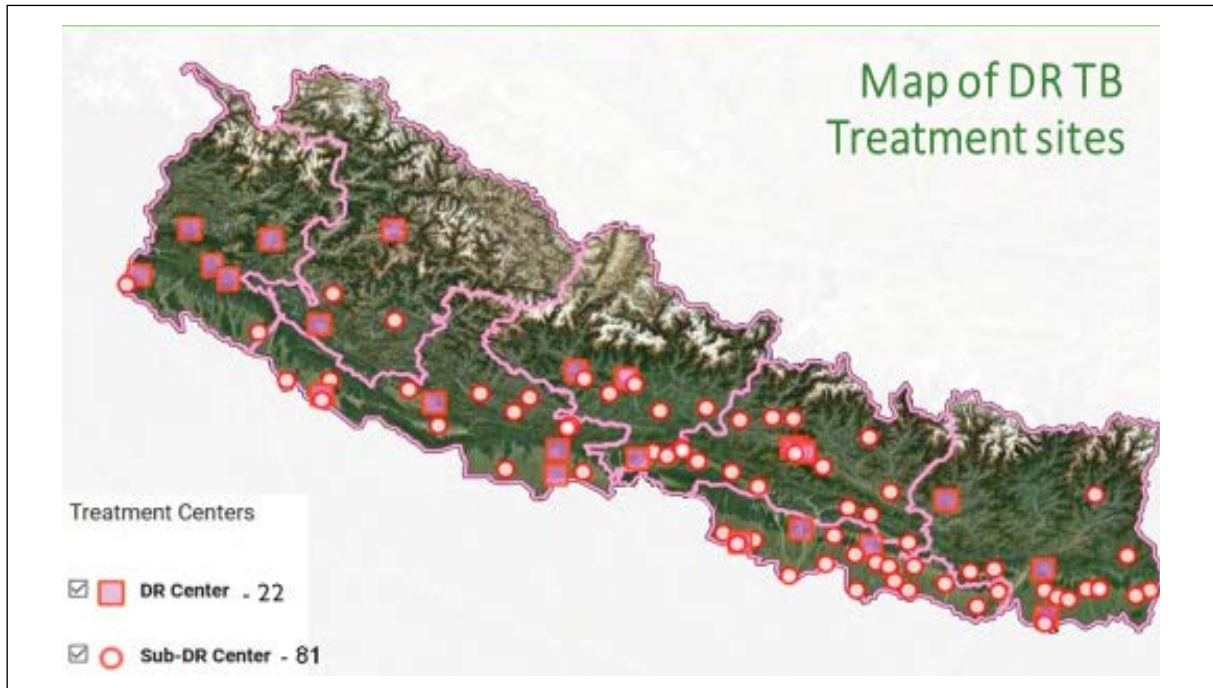 Map of DR TB
Treatment sites
Treatment Centers
DR Center - 22
Sub-DR Center - 81